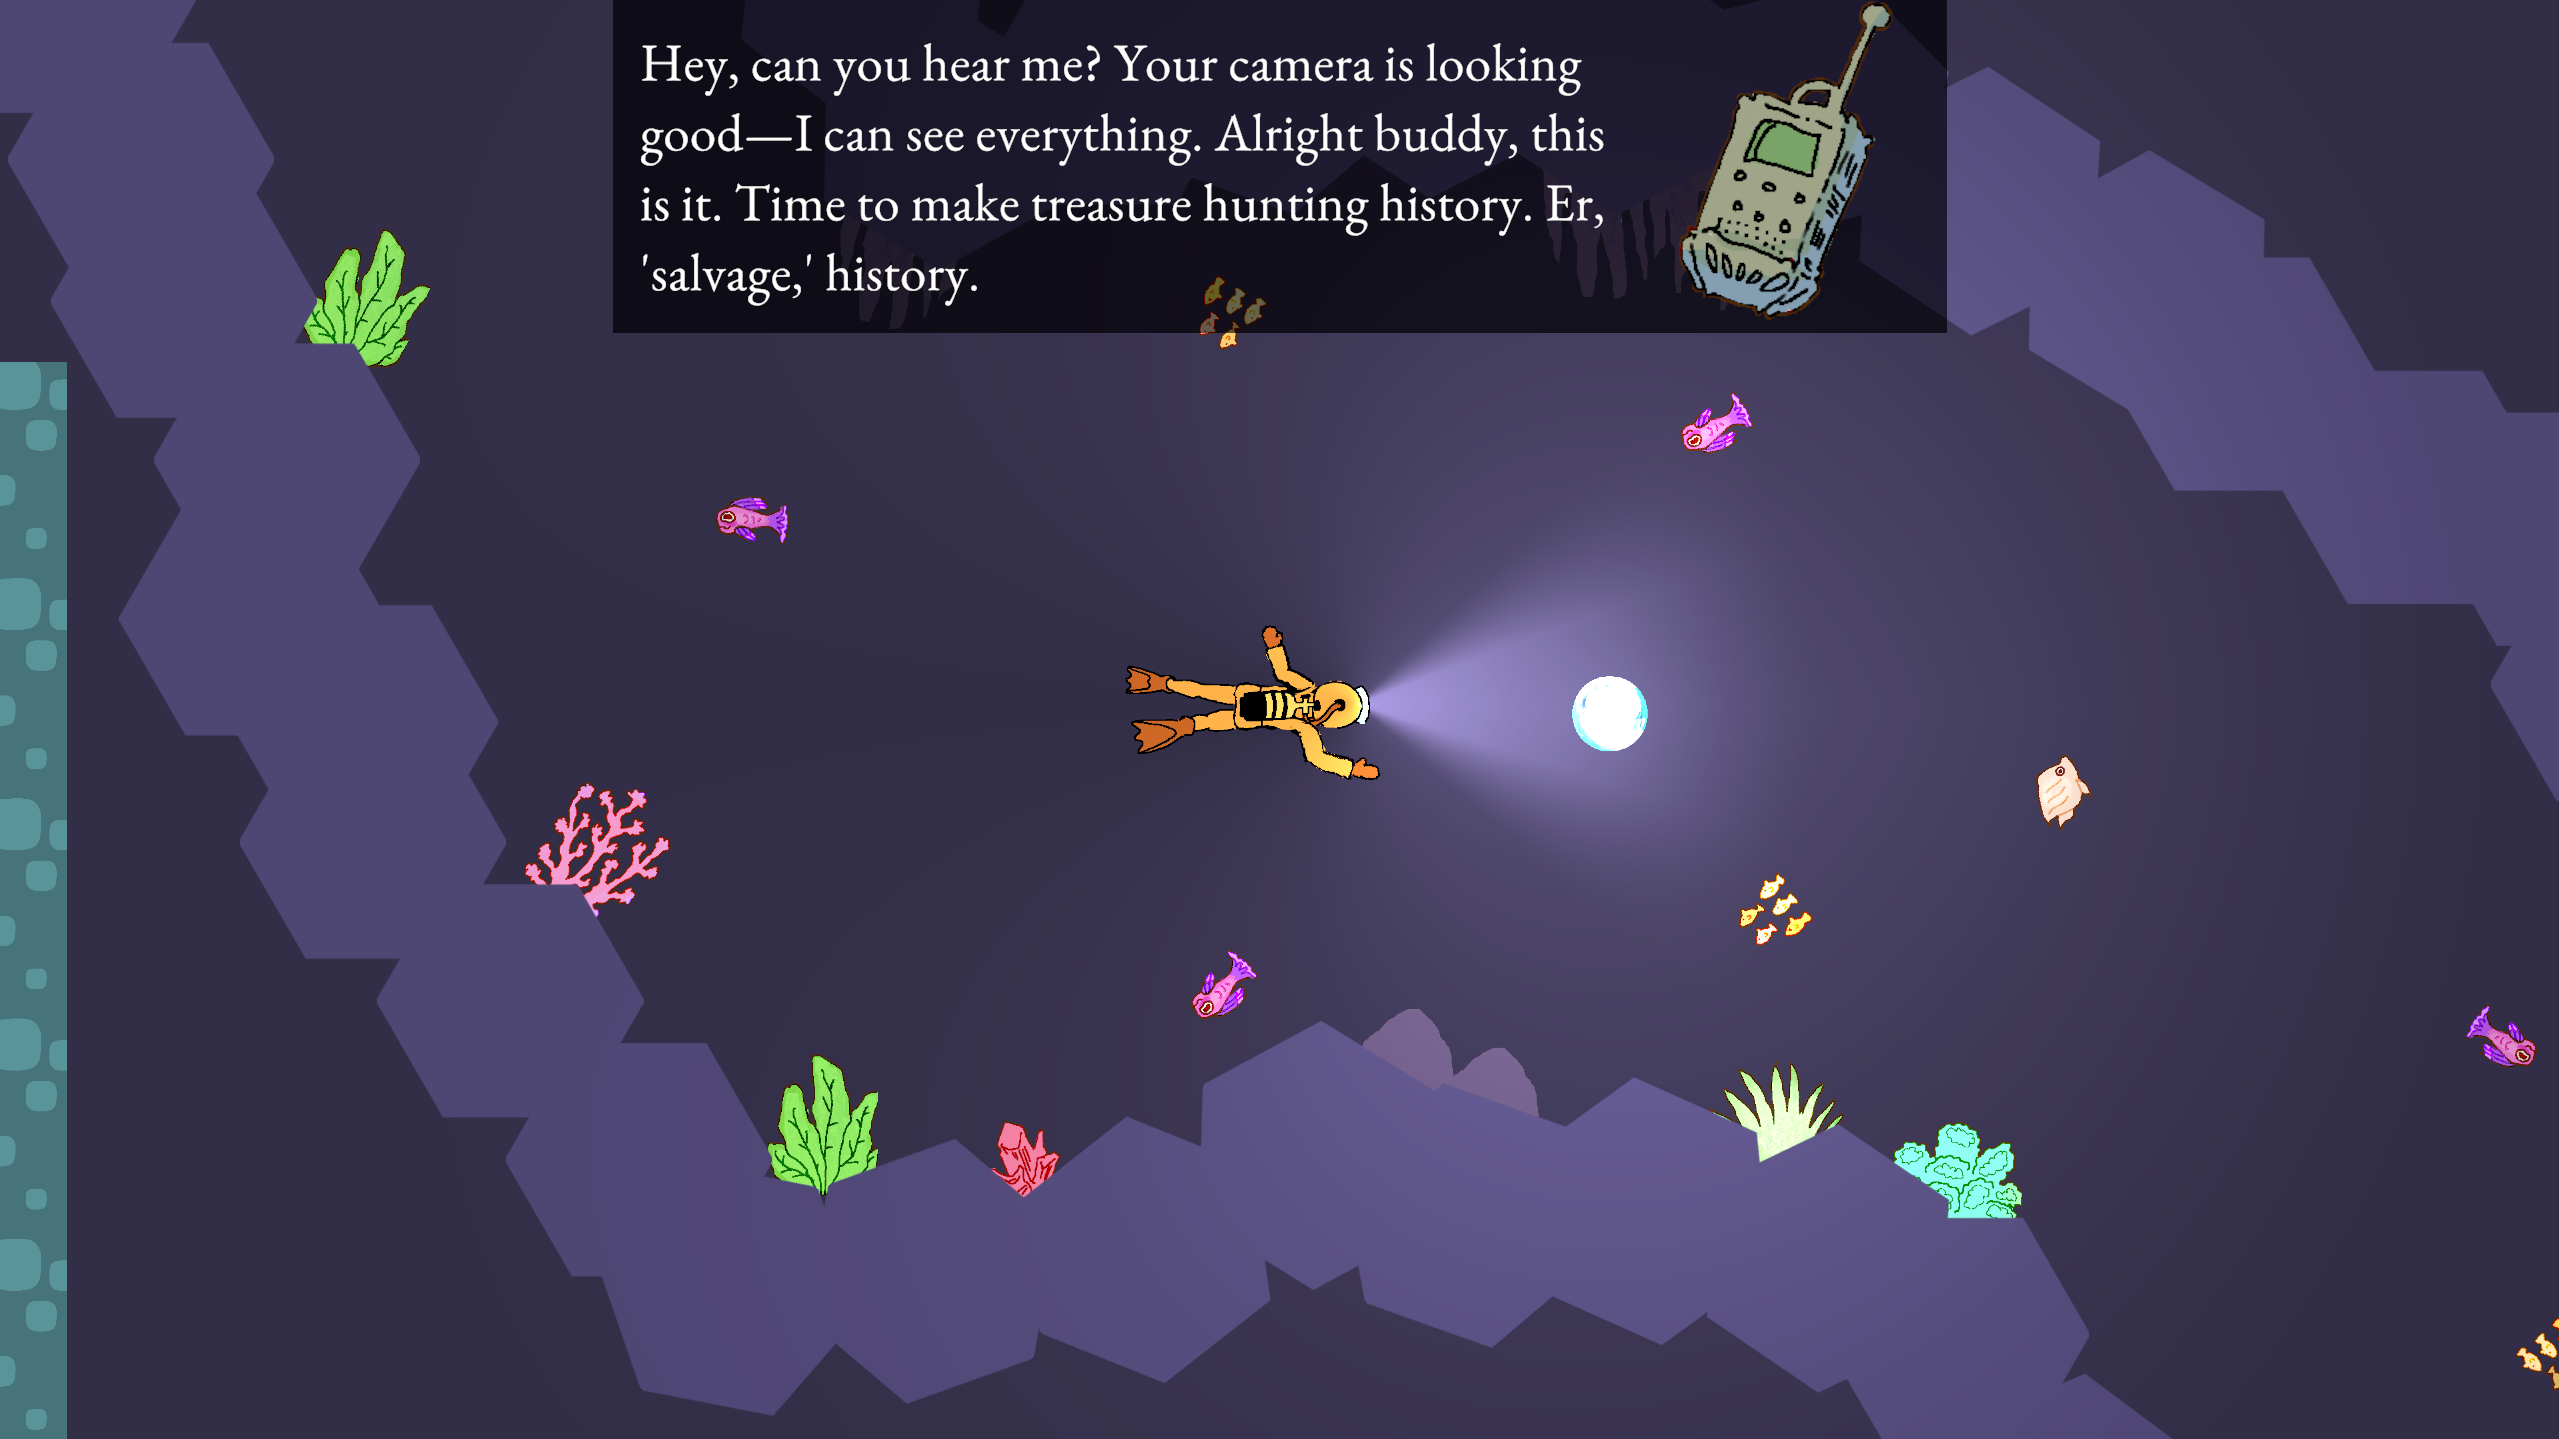 Hey, can you hear me? Your camera is looking
good—I can see everything. Alright buddy, this
is it. Time to make treasure hunting history. Er,
'salvage,' history.